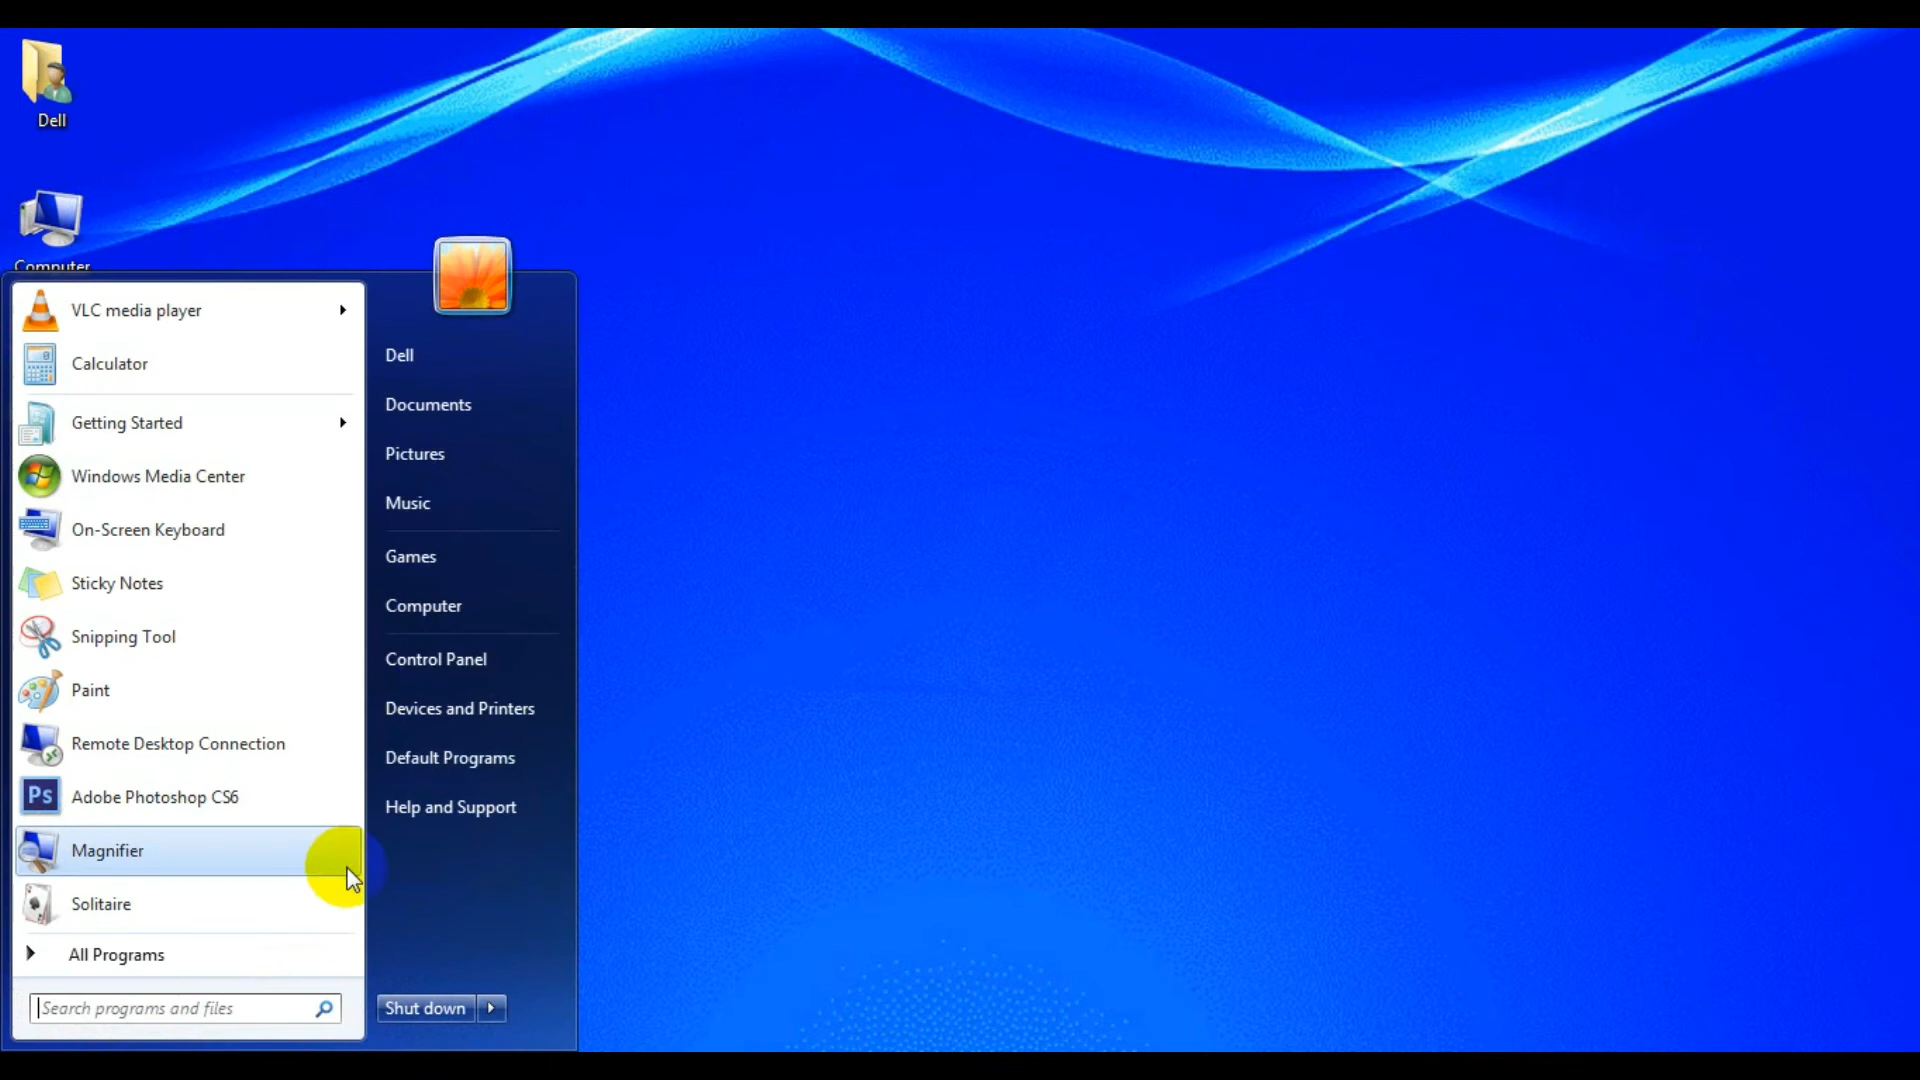 Dell
Computer
VLC media player
Calculator
Getting Started
Windows Media Center
On-Screen Keyboard
Sticky Notes
Snipping Tool
Paint
Remote Desktop Connection
Ps Adobe Photoshop CS6
Magnifier
Solitaire
All Programs
Search programs and files
Dell
Documents
Pictures
Music
Games
Computer
Control Panel
Devices and Printers
Default Programs
Help and Support
Shut down